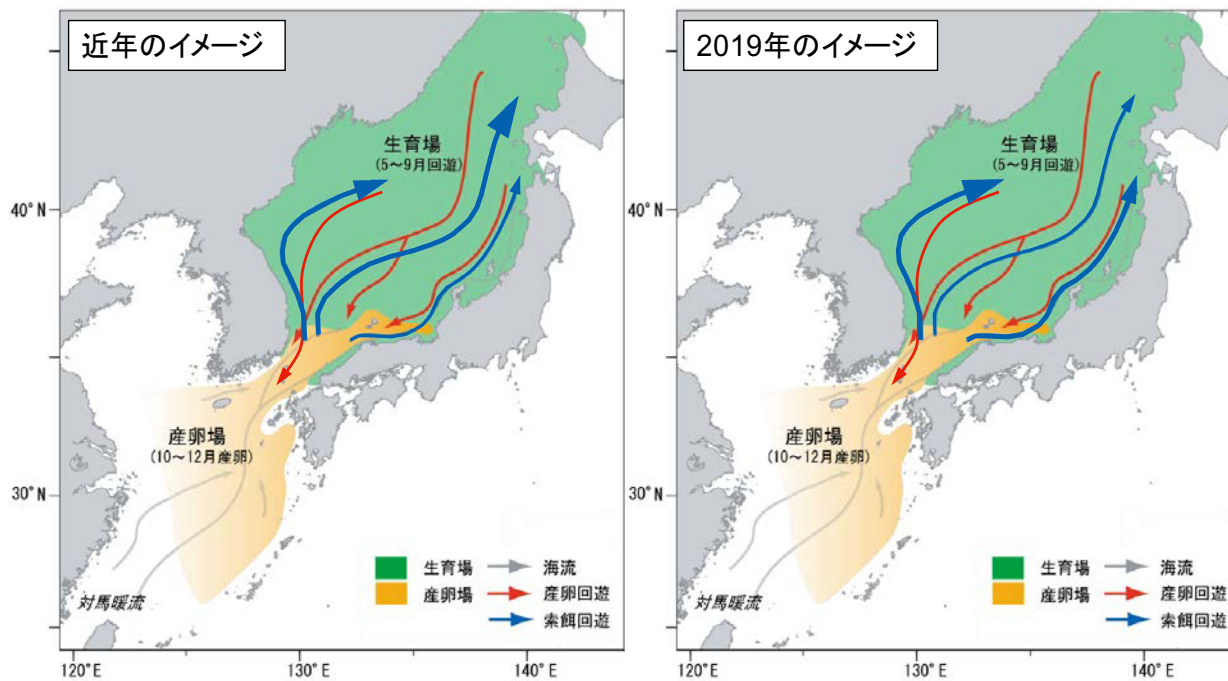 近年のイメージ
生育場
(5～9月回遊)
40°N
産卵場
(10～12月産卵)
30°N
対馬暖流
生育場
海流
産卵場
産卵回遊
索餌回遊
120°E
130°E
140°E
2019年のイメージ
生育場
(5～9月回遊)
40°N
産卵場
(10～12月産卵)
30°N
対馬暖流
生育場
海流
産卵場
産卵回遊
索餌回遊
120°E
130°E
140°E